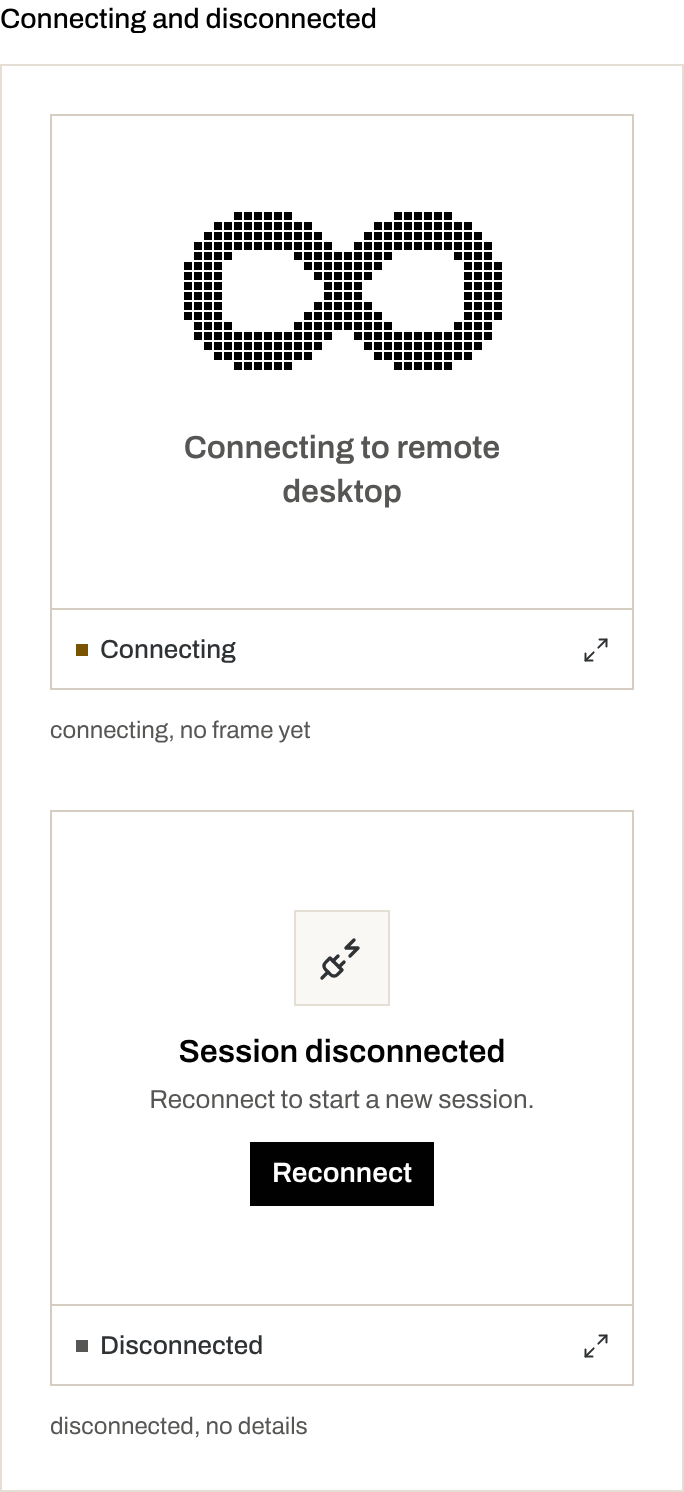 Connecting and disconnected
Connecting to remote
desktop
Connecting
connecting, no frame yet
Session disconnected
Reconnect to start a new session.
Reconnect
Disconnected
disconnected, no details